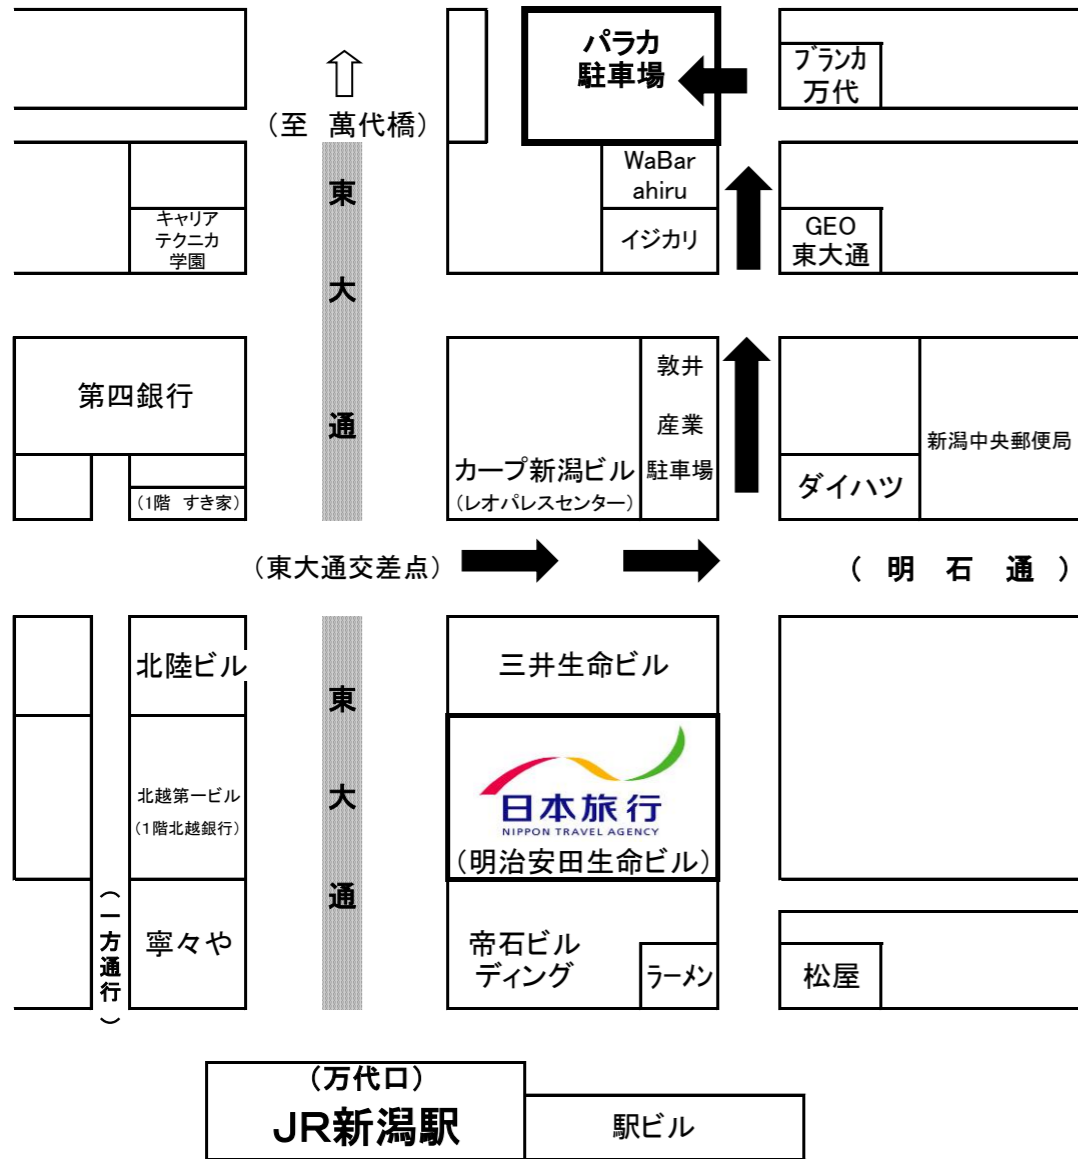 パラカ
駐車場
ブランカ
万代
（至　萬代橋）
東
大
通
WaBar
ahiru
イジカリ
キャリア
テクニカ
学園
GEO
東大通
第四銀行
（1階　すき家）
カープ新潟ビル
（レオパレスセンター）
敦井
産業
駐車場
ダイハツ
新潟中央郵便局
（東大通交差点）
（　明　石　通　）
北陸ビル
東
大
通
三井生命ビル
北越第一ビル
（1階北越銀行）
日本旅行
NIPPON TRAVEL AGENCY
（明治安田生命ビル）
（一方通行）
寧々や
帝石ビル
ディング
ラーメン
松屋
（万代口）
JR新潟駅
駅ビル